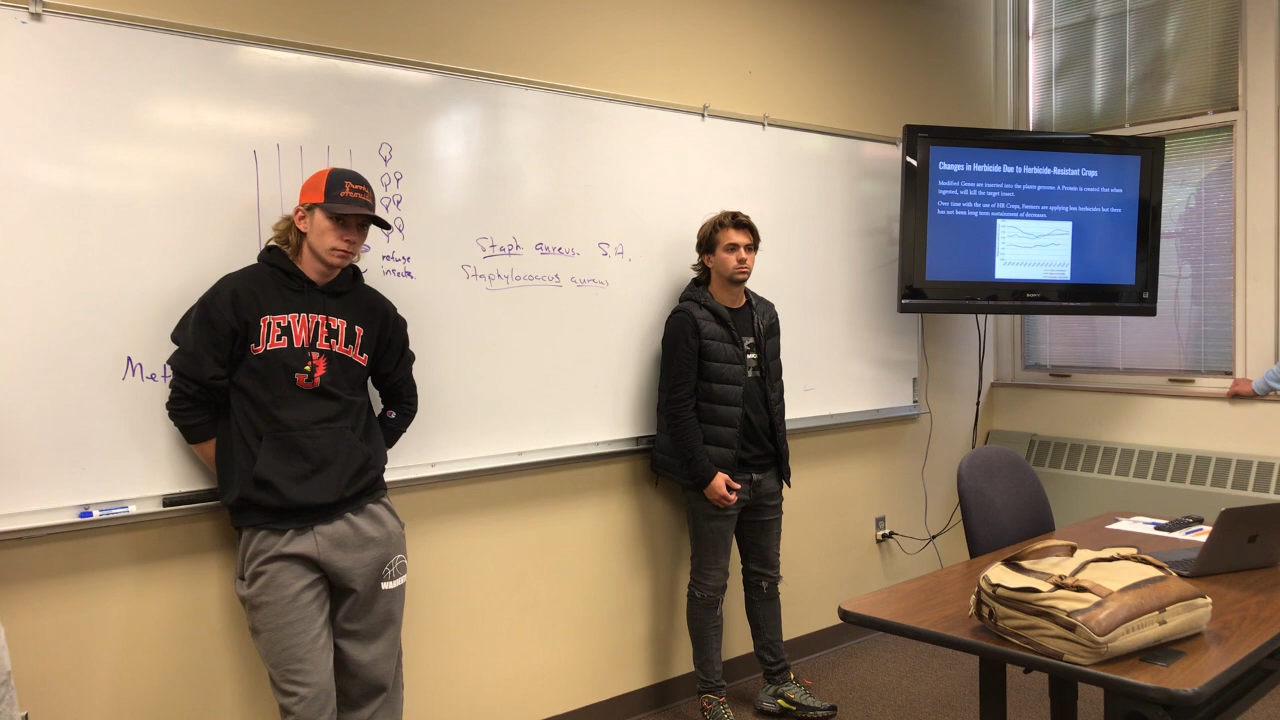 Changes in Herbicide Due to Herbicide-Resistant Crops
Modified Genes are inserted into the plants genome. A Protein is created that when
ingested, will kill the target insect.
Over time with the use of HR Crops, Farmers are applying less herbicides but there
has not been long term sustainment of decreases.
refuge
insects.
Staph. aureus. S.A.
Staphylococcus aureus
Met
JEWELL
J
SONY